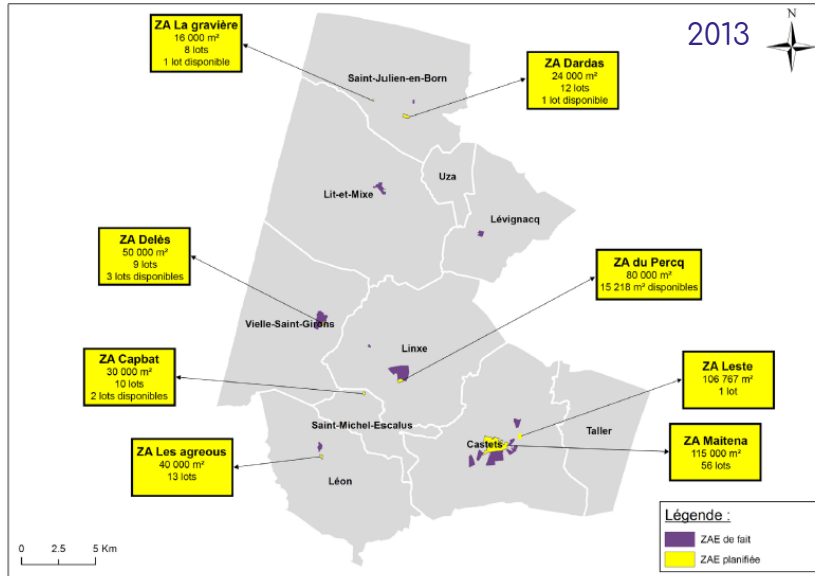 2013
N
ZA La gravière
16 000 m²
8 lots
1 lot disponible
Saint-Julien-en-Born
ZA Dardas
24 000 m²
12 lots
1 lot disponible
Uza
Lit-et-Mixe
Lévignacq
ZA Delès
50 000 m²
9 lots
3 lots disponibles
ZA du Percq
80 000 m²
15 218 m² disponibles
Vielle-Saint-Girons
Linxe
ZA Capbat
30 000 m²
10 lots
2 lots disponibles
ZA Leste
106 767 m²
1 lot
Saint-Michel-Escalus
Castets
Taller
ZA Maitena
115 000 m²
56 lots
ZA Les agreous
40 000 m²
13 lots
Léon
Légende :
ZAE de fait
ZAE planifiée
0 2.5 5 Km